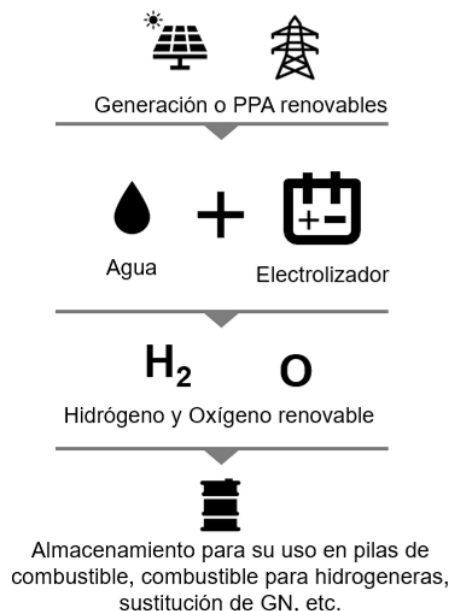 Generación o PPA renovables
+
Agua
Electrolizador
H₂ O
Hidrógeno y Oxígeno renovable
Almacenamiento para su uso en pilas de
combustible, combustible para hidrogeneras,
sustitución de GN, etc.